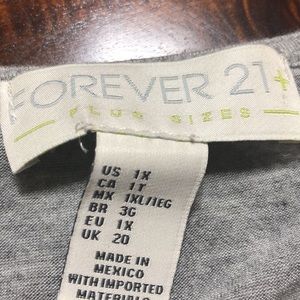 FOREVER 21+
PLUS SIZES
US 1X
CA 1T
MX 1XL/1EG
BR 3G
EU 1X
UK 20
MADE IN
MEXICO
WITH IMPORTED
MATERIALS